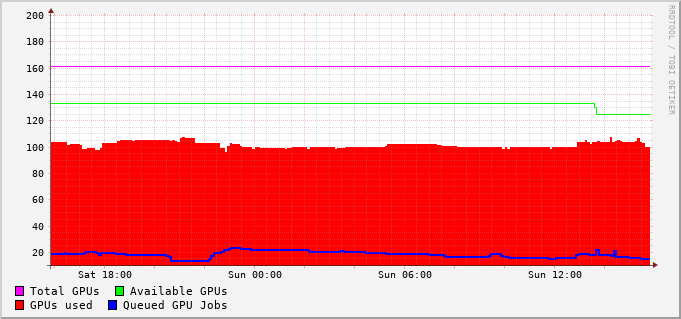 200
180
160
140
120
100
80
60
40
20
Sat 18:00 Sun 00:00 Sun 06:00 Sun 12:00
Total GPUs Available GPUs
GPUs used Queued GPU Jobs
RRDTOOL / TOBI OETIKER